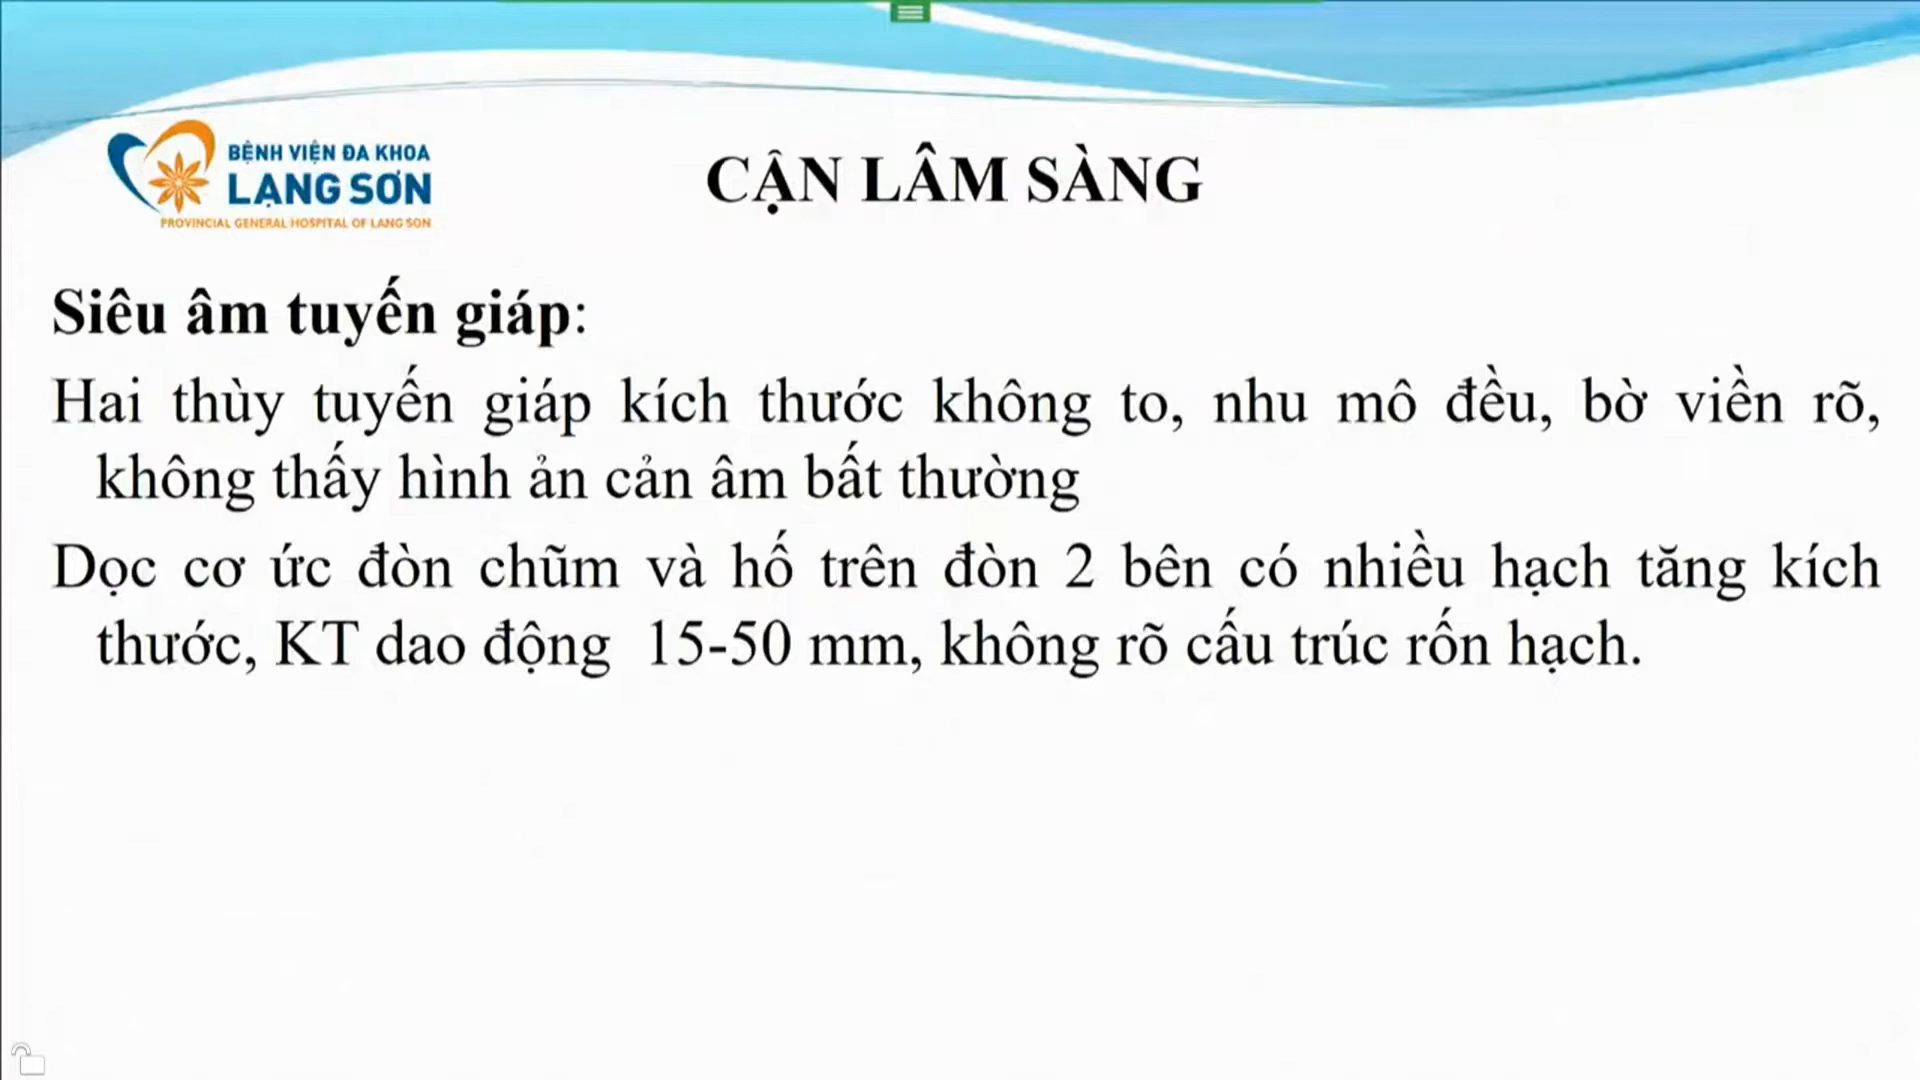 BỆNH VIỆN ĐA KHOA
LẠNG SƠN
PROVINCIAL GENERAL HOSPITAL OF LANG SON
CẬN LÂM SÀNG
Siêu âm tuyến giáp:
Hai thùy tuyến giáp kích thước không to, nhu mô đều, bờ viền rõ,
không thấy hình ản cản âm bất thường
Dọc cơ ức đòn chũm và hố trên đòn 2 bên có nhiều hạch tăng kích
thước, KT dao động 15-50 mm, không rõ cấu trúc rốn hạch.